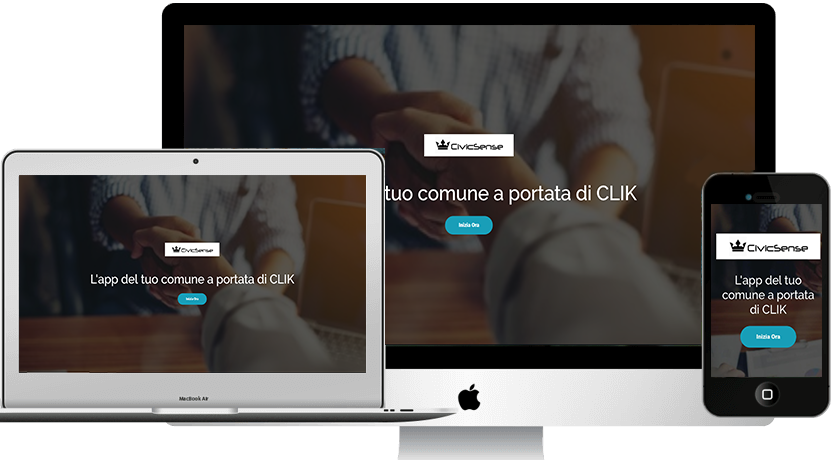 CivicSense
tuo comune a portata di CLIK
Inizia Ora
CivicSense
L'app del tuo comune a portata di CLIK
Inizia Ora
MacBook Air
CivicSense
L'app del tuo
comune a portata
di CLIK
Inizia Ora